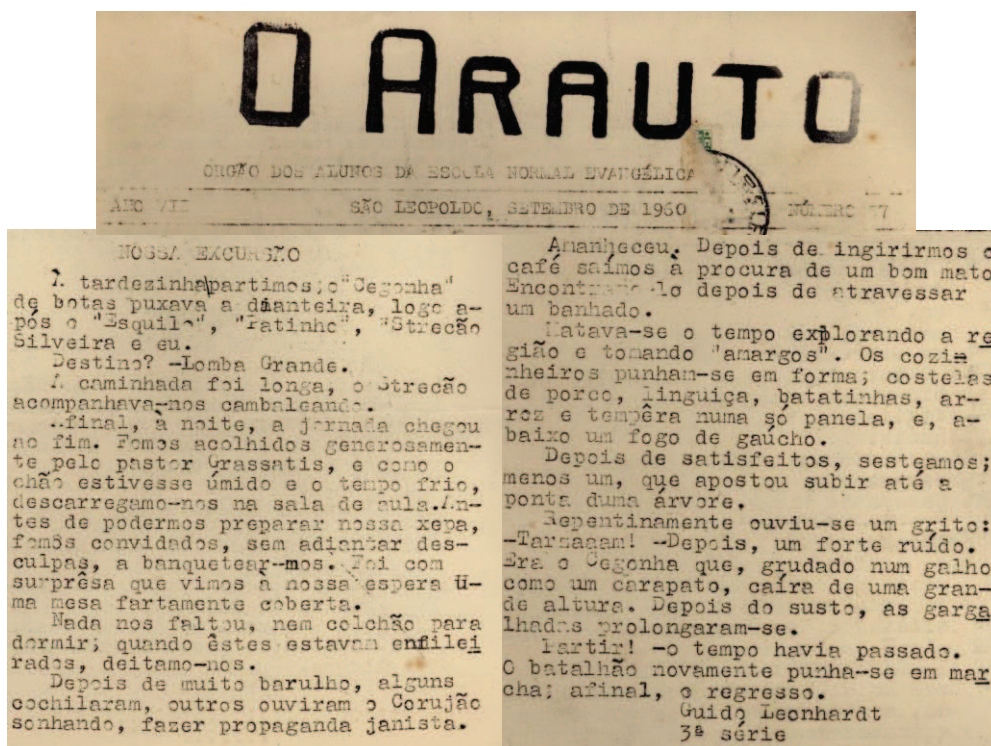 O ARAUTO
ORGÃO DOS ALUNOS DA ESCOLA NORMAL EVANGÉLICA
ANO VII SÃO LEOPOLDO, SETEMBRO DE 1960 NÚMERO 77
NOSSA EXCURSÃO
À tardezinha partimos; o "Cegonha"
de botas puxava a dianteira, logo a-
pós o "Esquilo", "Patinho", "Strecão
Silveira e eu.
Destino? -Lomba Grande.
A caminhada foi longa, o Strecão
acompanhava-nos cambaleando.
Afinal, à noite, a jornada chegou
ao fim. Fomos acolhidos generosamen-
te pelo pastor Grassatis, e como o
chão estivesse úmido e o tempo frio,
descarregamo-nos na sala de aula.An-
tes de podermos preparar nossa xepa,
fomos convidados, sem adiantar des-
culpas, a banquetear-mos. Foi com
surprêsa que vimos à nossa espera u-
ma mesa fartamente coberta.
Nada nos faltou, nem colchão para
dormir; quando êstes estavam enfilei
rados, deitamo-nos.
Depois de muito barulho, alguns
cochilaram, outros ouviram o Corujão
sonhando, fazer propaganda janista.
Amanheceu. Depois de ingirirmos o
café saímos à procura de um bom mato
Encontramo-lo depois de atravessar
um banhado.
Matava-se o tempo explorando a re
gião e tomando "amargos". Os cozi
nheiros punham-se em forma; costelas
de porco, linguiça, batatinhas, ar-
roz e tempêra numa só panela, e, a-
baixo um fogo de gaúcho.
Depois de satisfeitos, sesteamos;
menos um, que apostou subir até a
ponta duma árvore.
Repentinamente ouviu-se um grito:
-Tarzaaam! -Depois, um forte ruído.
Era o Cegonha que, grudado num galho
como um carapato, caíra de uma gran-
de altura. Depois do susto, as garga
lhadas prolongaram-se.
Partir! -o tempo havia passado.
O batalhão novamente punha-se em mar
cha; afinal, o regresso.
Guido Leonhardt
3ª série